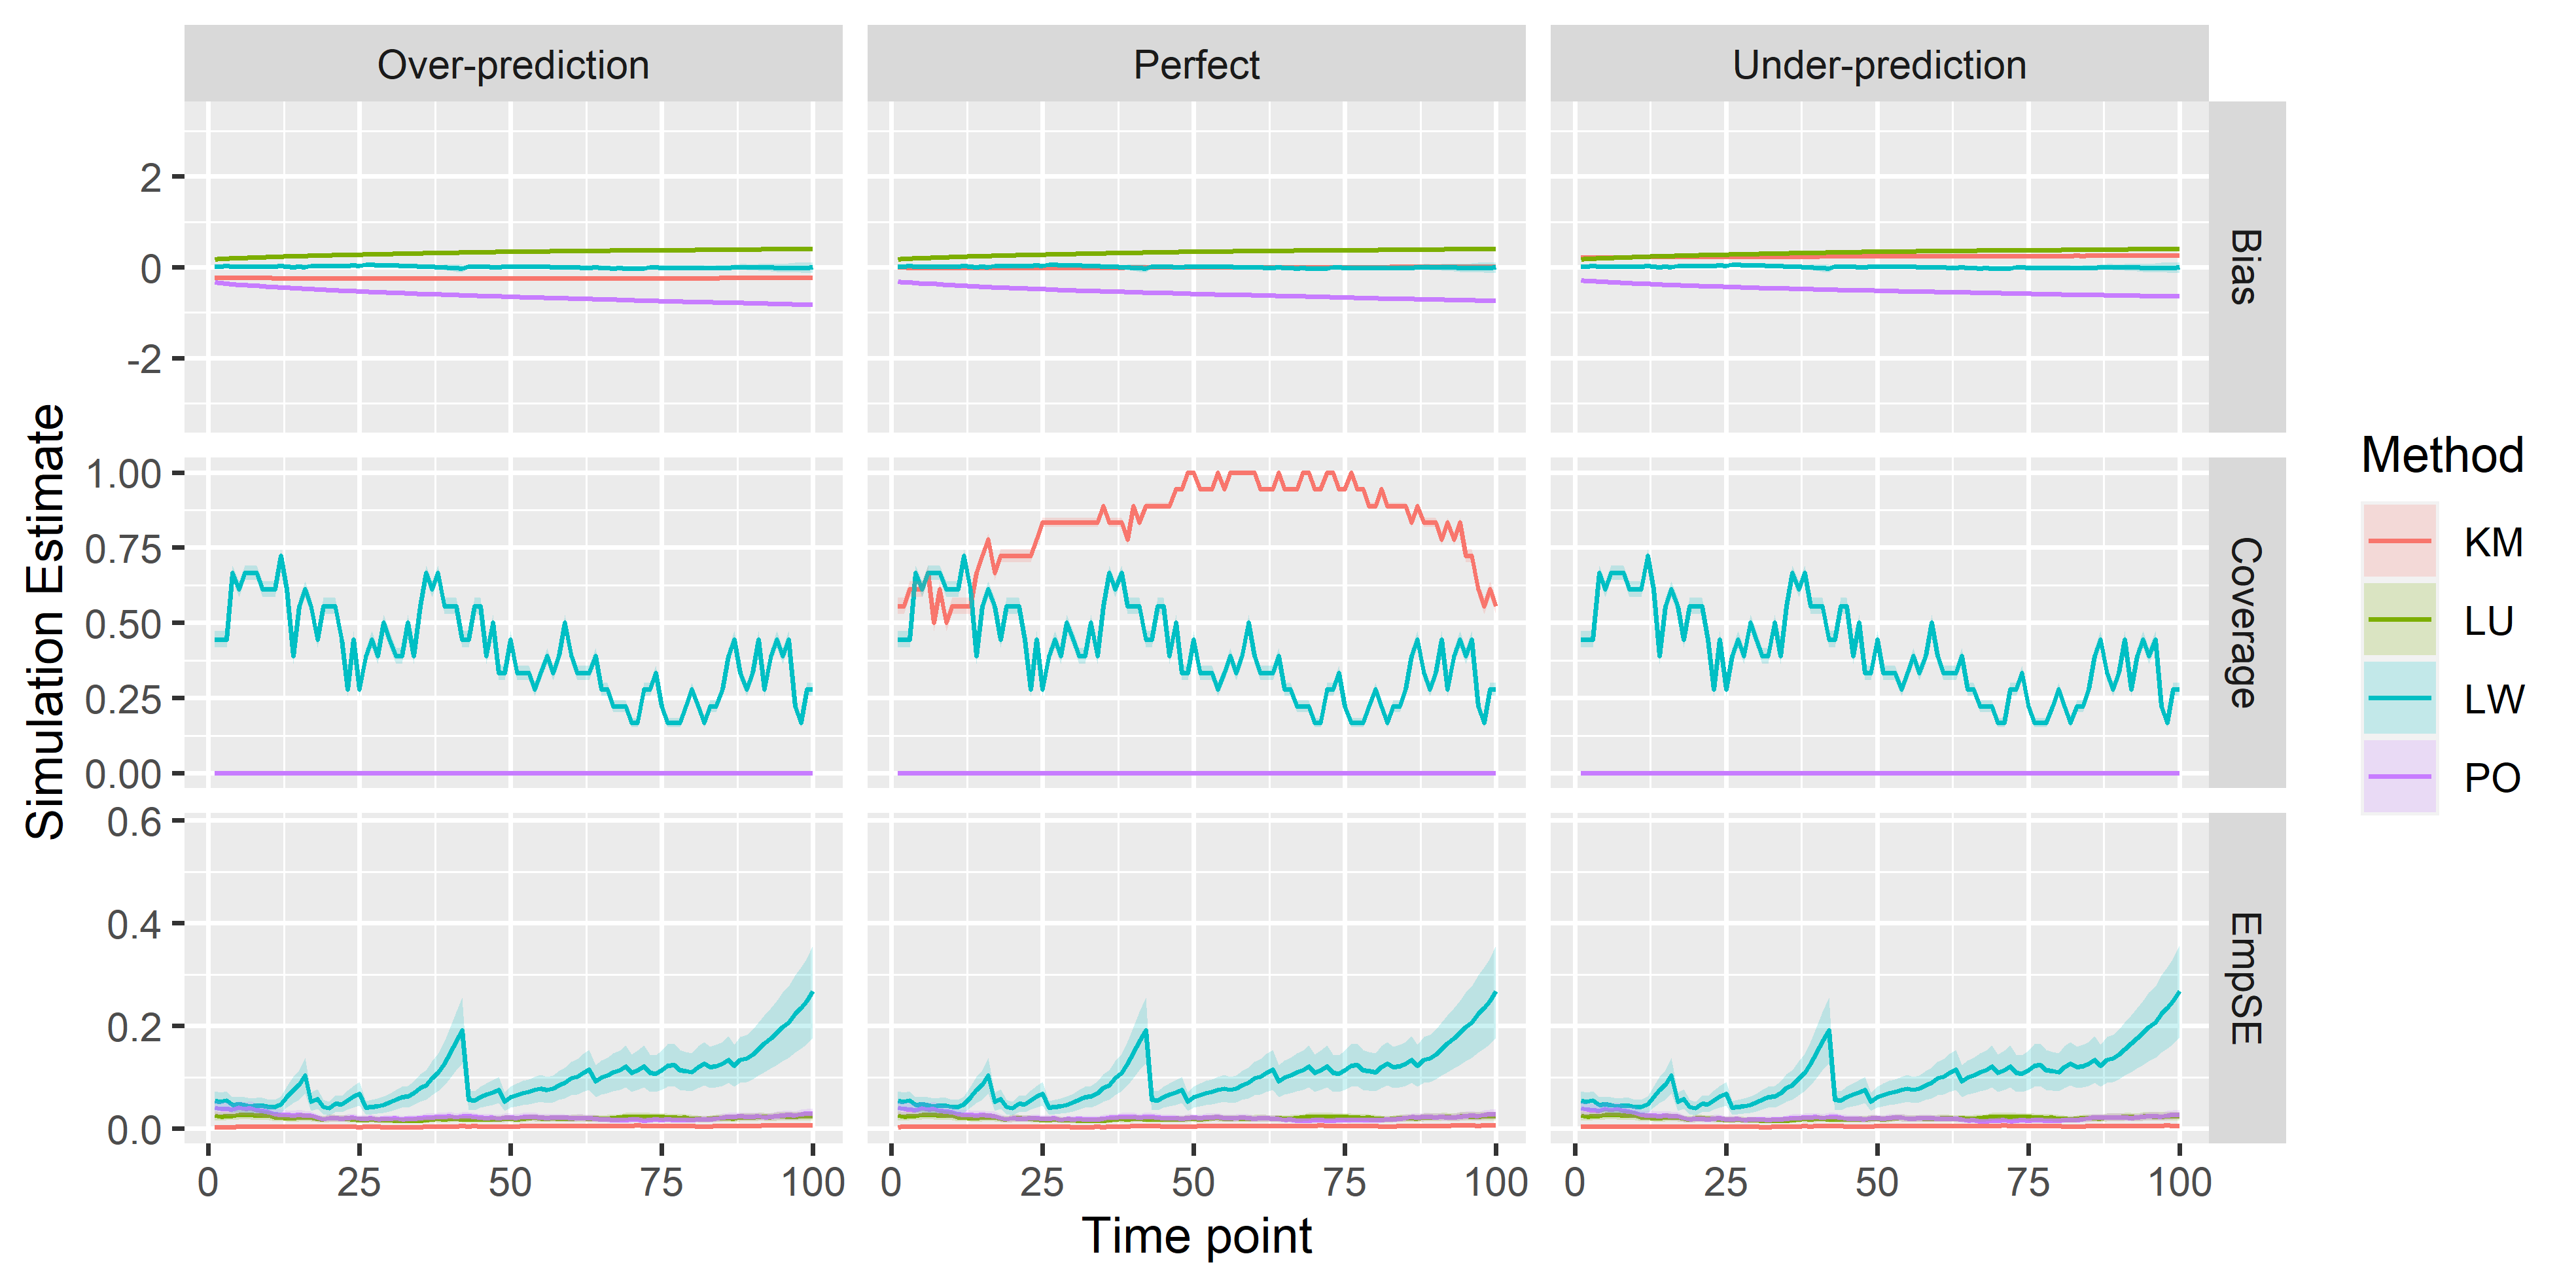 Over-prediction
Perfect
Under-prediction
2
0
-2
Bias
Simulation Estimate
1.00
0.75
0.50
0.25
0.00
Coverage
0.6
0.4
0.2
0.0
EmpSE
0 25 50 75 100
0 25 50 75 100
0 25 50 75 100
Time point
Method
KM
LU
LW
PO